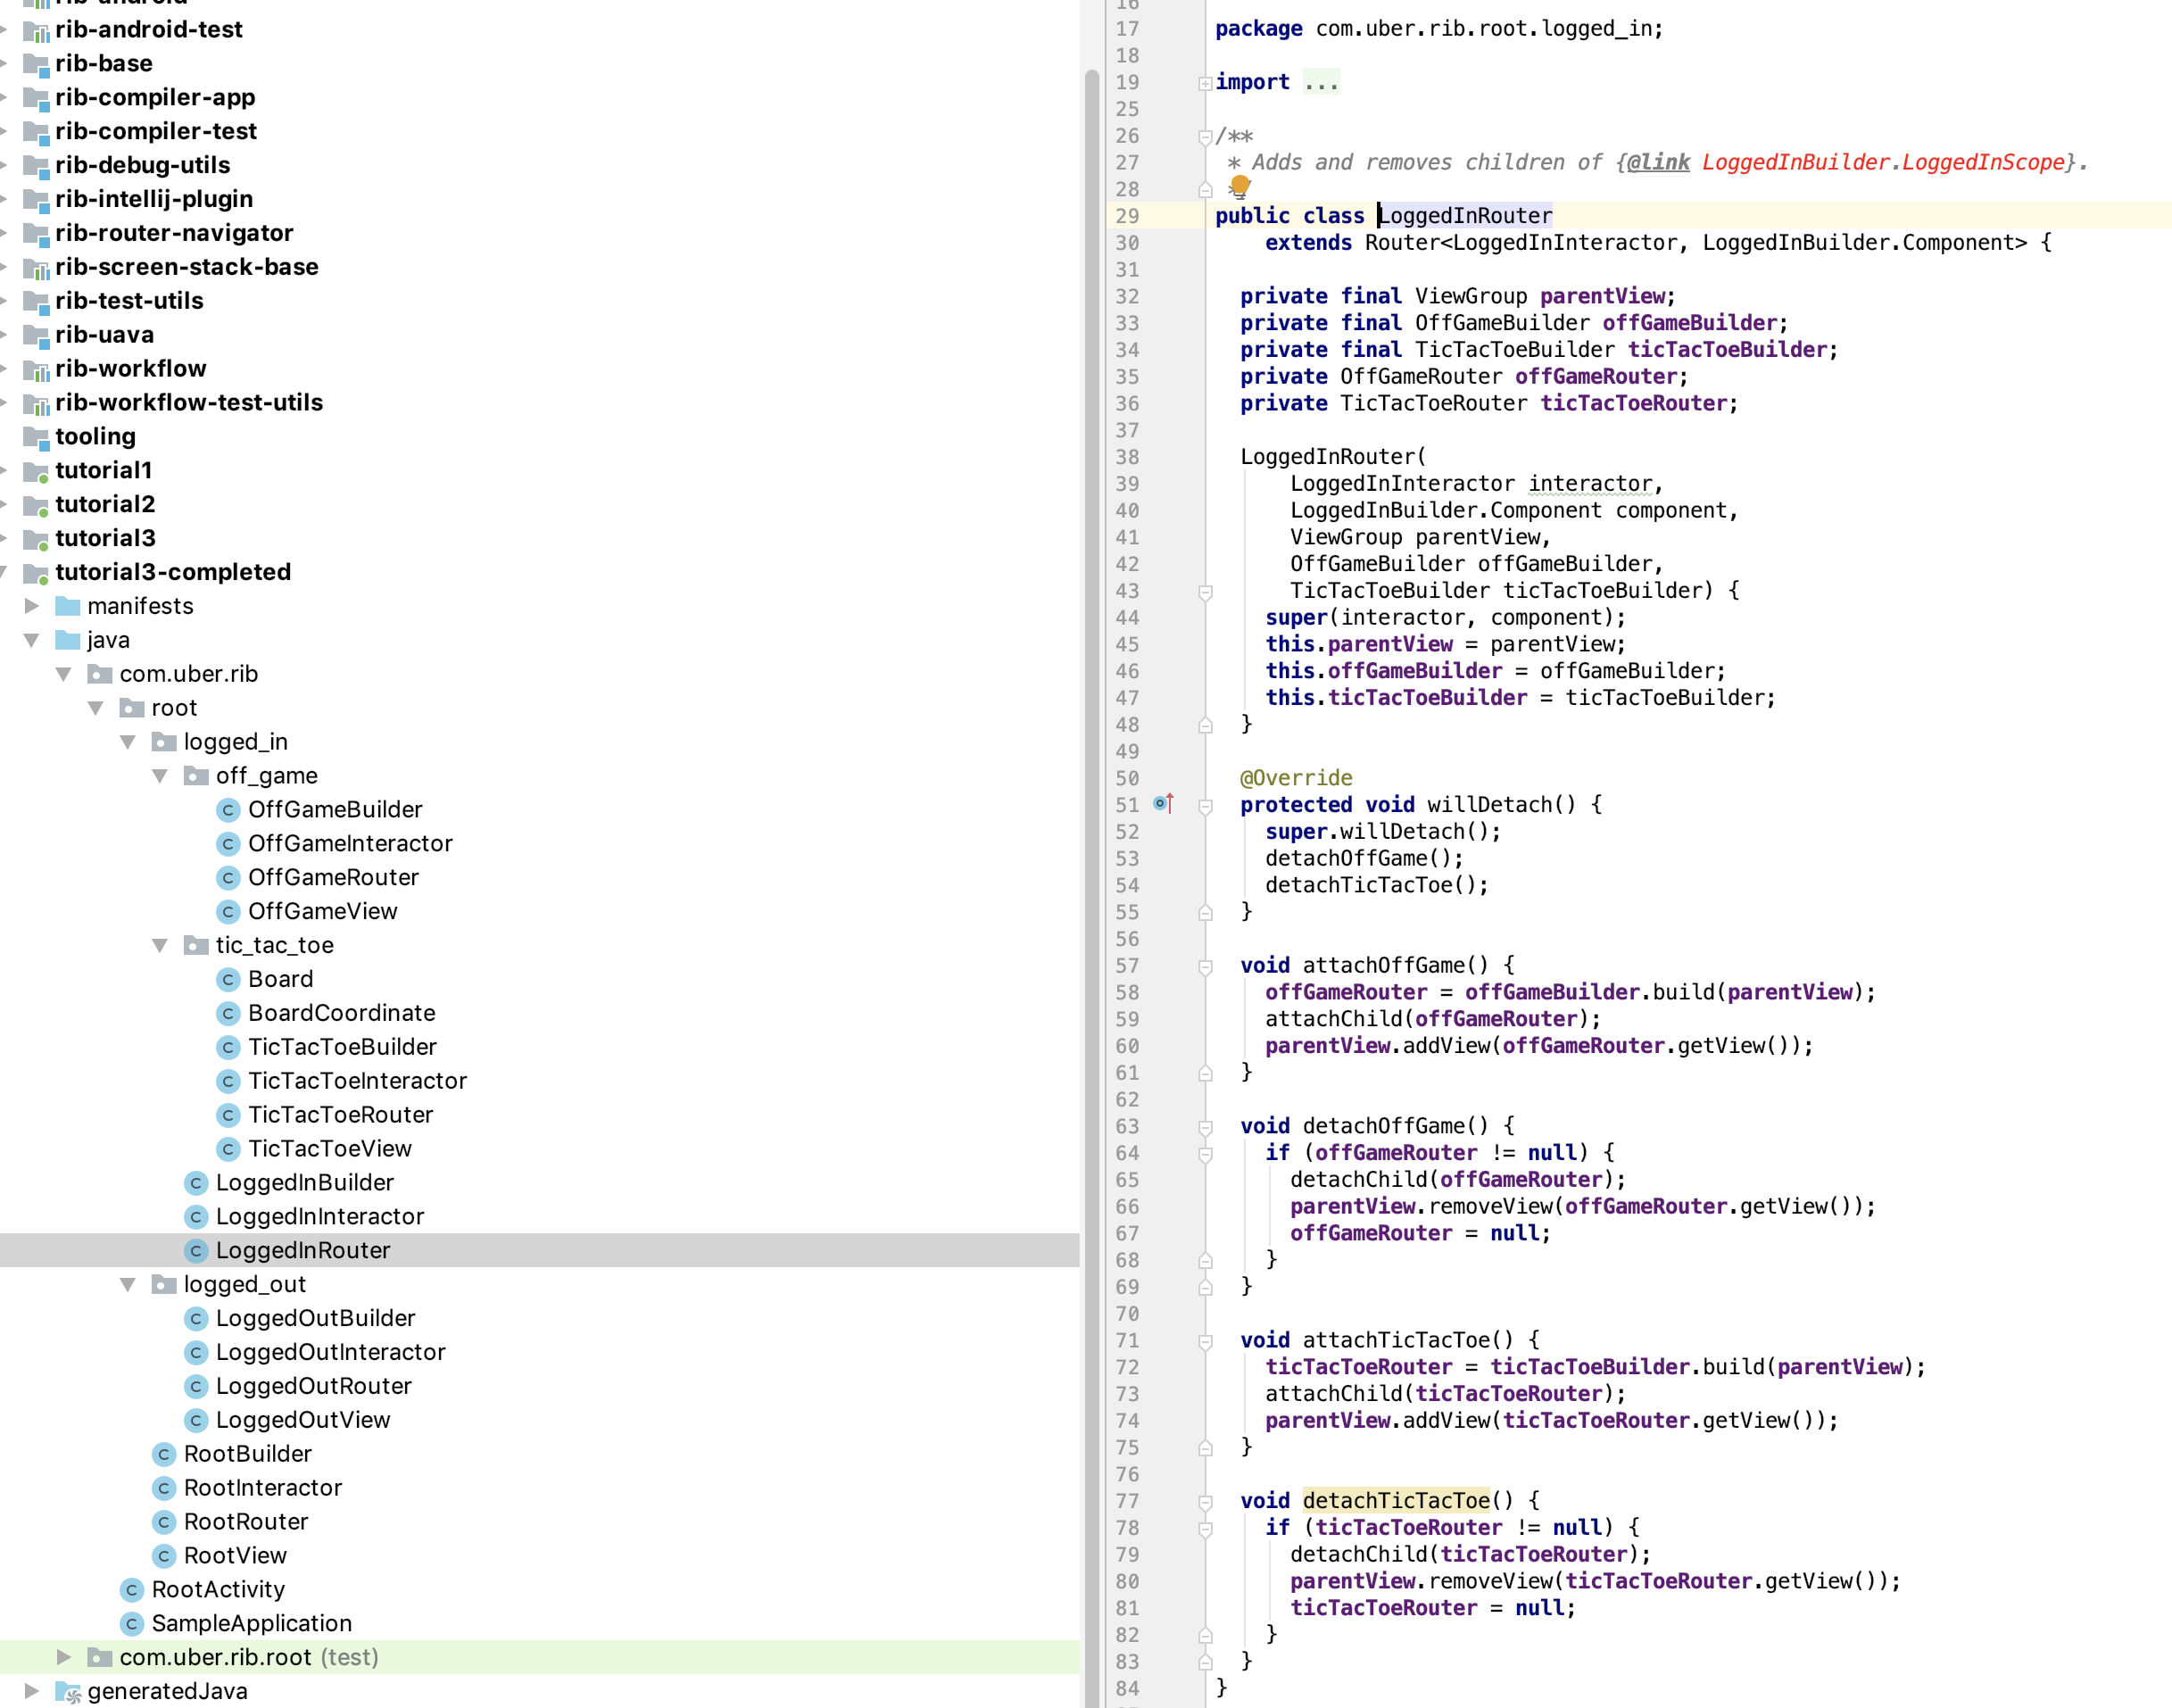 rib-android
rib-android-test
rib-base
rib-compiler-app
rib-compiler-test
rib-debug-utils
rib-intellij-plugin
rib-router-navigator
rib-screen-stack-base
rib-test-utils
rib-uava
rib-workflow
rib-workflow-test-utils
tooling
tutorial1
tutorial2
tutorial3
tutorial3-completed
manifests
java
com.uber.rib
root
logged_in
off_game
C OffGameBuilder
C OffGameInteractor
C OffGameRouter
C OffGameView
tic_tac_toe
C Board
C BoardCoordinate
C TicTacToeBuilder
C TicTacToeInteractor
C TicTacToeRouter
C TicTacToeView
C LoggedInBuilder
C LoggedInInteractor
C LoggedInRouter
logged_out
C LoggedOutBuilder
C LoggedOutInteractor
C LoggedOutRouter
C LoggedOutView
C RootBuilder
C RootInteractor
C RootRouter
C RootView
C RootActivity
C SampleApplication
com.uber.rib.root (test)
generatedJava
16
17 package com.uber.rib.root.logged_in;
18
19 import ...
25
26 /**
27 * Adds and removes children of {@link LoggedInBuilder.LoggedInScope}.
28 */
29 public class LoggedInRouter
30 extends Router<LoggedInInteractor, LoggedInBuilder.Component> {
31
32 private final ViewGroup parentView;
33 private final OffGameBuilder offGameBuilder;
34 private final TicTacToeBuilder ticTacToeBuilder;
35 private OffGameRouter offGameRouter;
36 private TicTacToeRouter ticTacToeRouter;
37
38 LoggedInRouter(
39 LoggedInInteractor interactor,
40 LoggedInBuilder.Component component,
41 ViewGroup parentView,
42 OffGameBuilder offGameBuilder,
43 TicTacToeBuilder ticTacToeBuilder) {
44 super(interactor, component);
45 this.parentView = parentView;
46 this.offGameBuilder = offGameBuilder;
47 this.ticTacToeBuilder = ticTacToeBuilder;
48 }
49
50 @Override
51 protected void willDetach() {
52 super.willDetach();
53 detachOffGame();
54 detachTicTacToe();
55 }
56
57 void attachOffGame() {
58 offGameRouter = offGameBuilder.build(parentView);
59 attachChild(offGameRouter);
60 parentView.addView(offGameRouter.getView());
61 }
62
63 void detachOffGame() {
64 if (offGameRouter != null) {
65 detachChild(offGameRouter);
66 parentView.removeView(offGameRouter.getView());
67 offGameRouter = null;
68 }
69 }
70
71 void attachTicTacToe() {
72 ticTacToeRouter = ticTacToeBuilder.build(parentView);
73 attachChild(ticTacToeRouter);
74 parentView.addView(ticTacToeRouter.getView());
75 }
76
77 void detachTicTacToe() {
78 if (ticTacToeRouter != null) {
79 detachChild(ticTacToeRouter);
80 parentView.removeView(ticTacToeRouter.getView());
81 ticTacToeRouter = null;
82 }
83 }
84 }